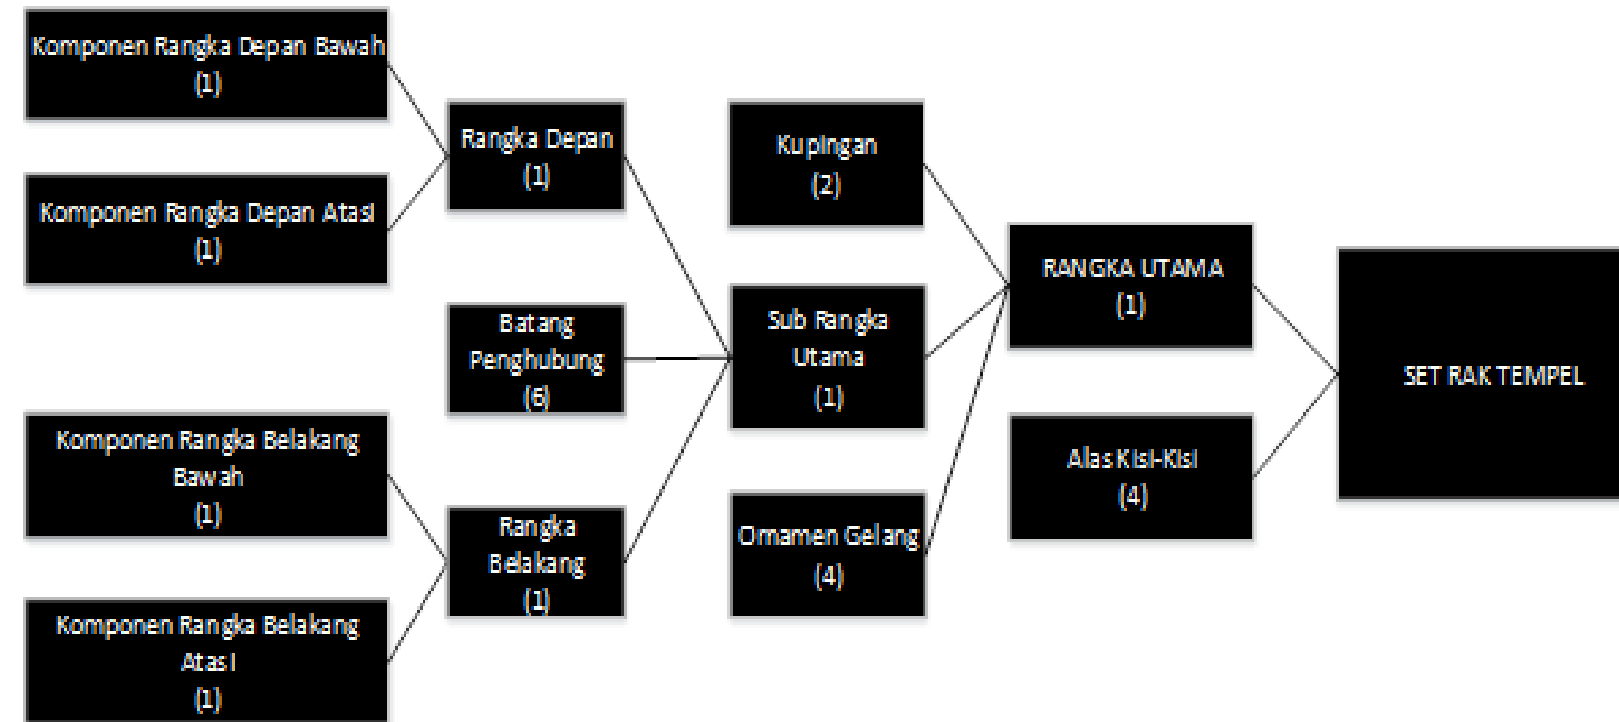 Komponen Rangka Depan Bawah
(1)
Komponen Rangka Depan Atasi
(1)
Komponen Rangka Belakang
Bawah
(1)
Komponen Rangka Belakang
Atasi
(1)
Rangka Depan
(1)
Batang
Penghubung
(6)
Rangka
Belakang
(1)
Kupingan
(2)
Sub Rangka
Utama
(1)
Ornamen Gelang
(4)
RANGKA UTAMA
(1)
Alas Kisi-Kisi
(4)
SET RAK TEMPEL